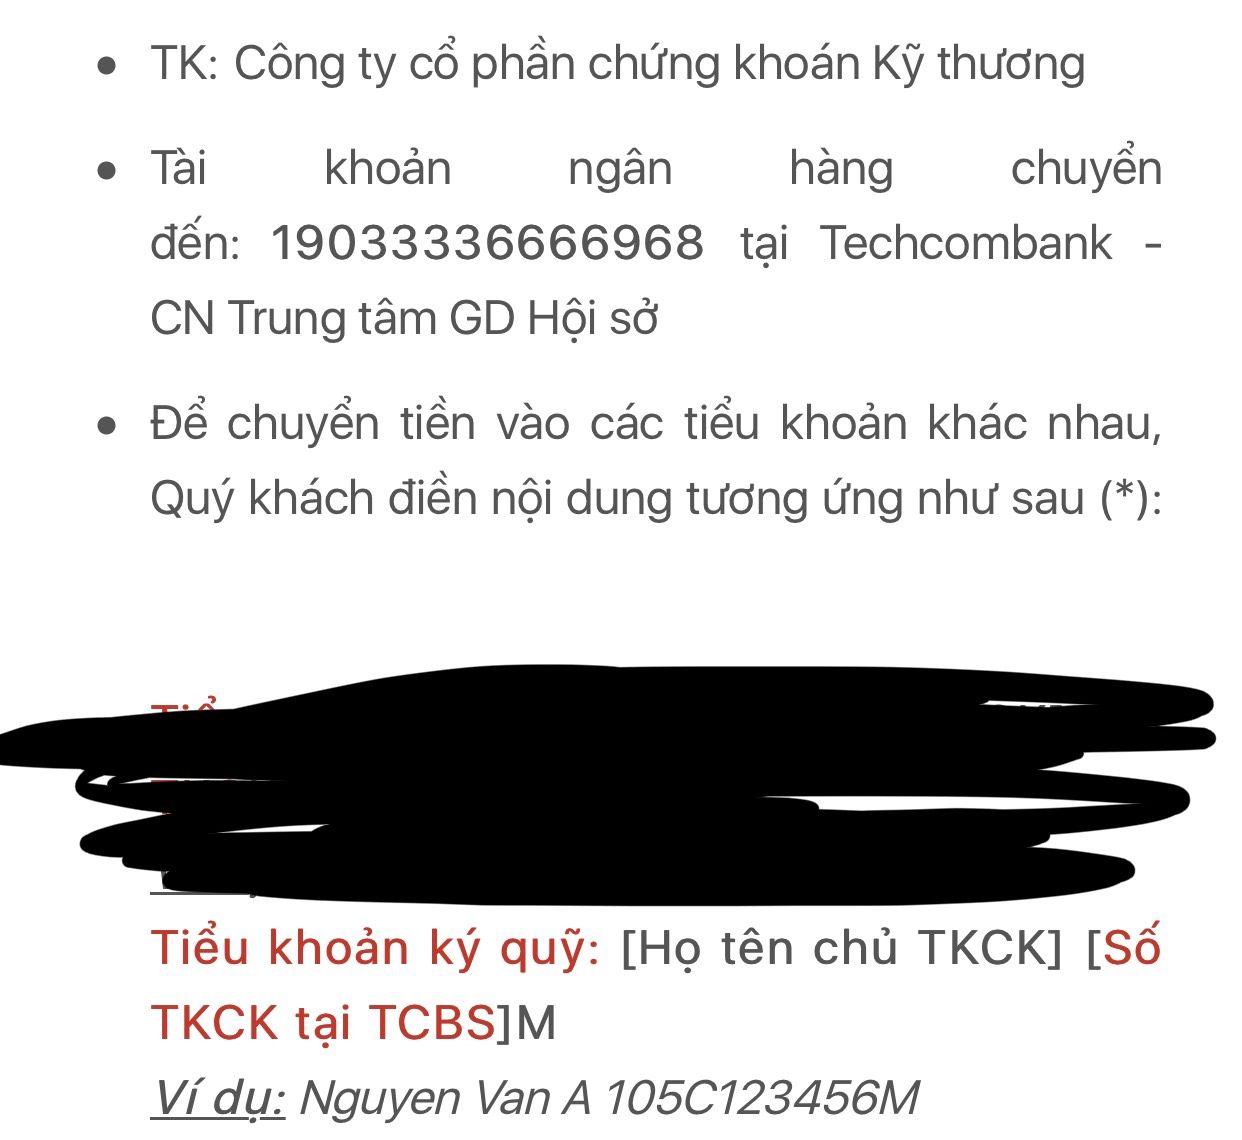 TK: Công ty cổ phần chứng khoán Kỹ thương
Tài khoản ngân hàng chuyển
đến: 19033336666968 tại Techcombank -
CN Trung tâm GD Hội sở
Để chuyển tiền vào các tiểu khoản khác nhau,
Quý khách điền nội dung tương ứng như sau (*):
Tiểu khoản ký quỹ: [Họ tên chủ TKCK] [Số
TKCK tại TCBS]M
Ví dụ: Nguyen Van A 105C123456M